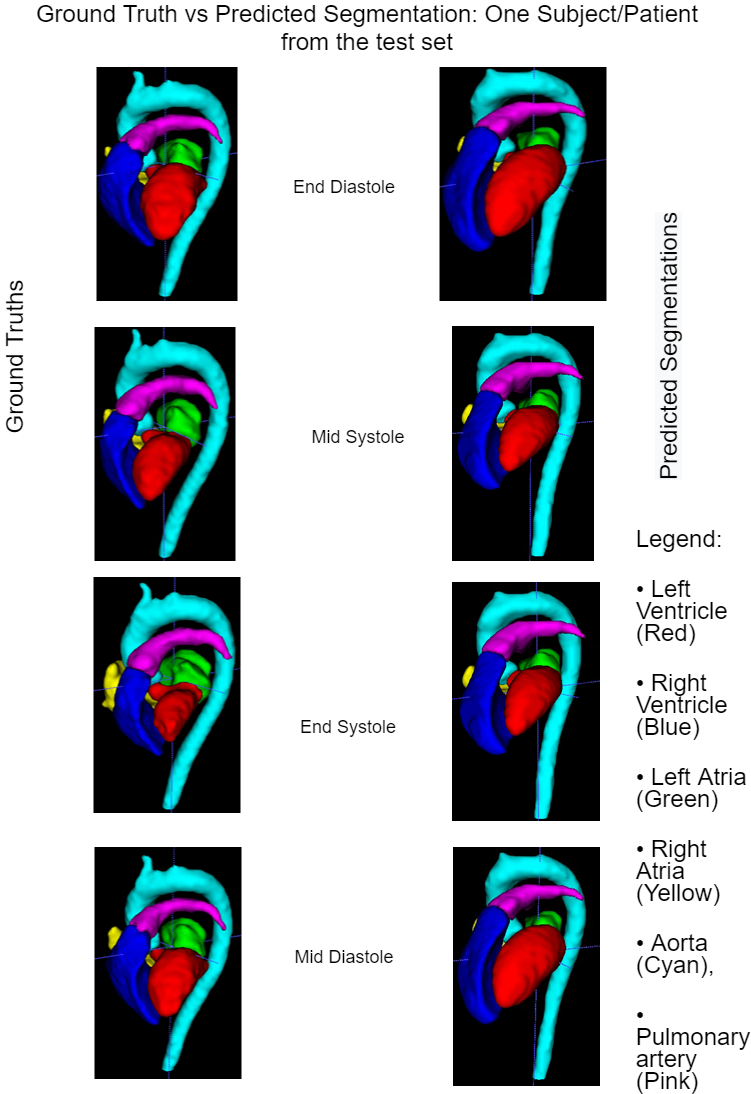 Ground Truth vs Predicted Segmentation: One Subject/Patient
from the test set
Ground Truths
End Diastole
Mid Systole
End Systole
Mid Diastole
Predicted Segmentations
Legend:
• Left
Ventricle
(Red)
• Right
Ventricle
(Blue)
• Left Atria
(Green)
• Right
Atria
(Yellow)
• Aorta
(Cyan),
•
Pulmonary
artery
(Pink)